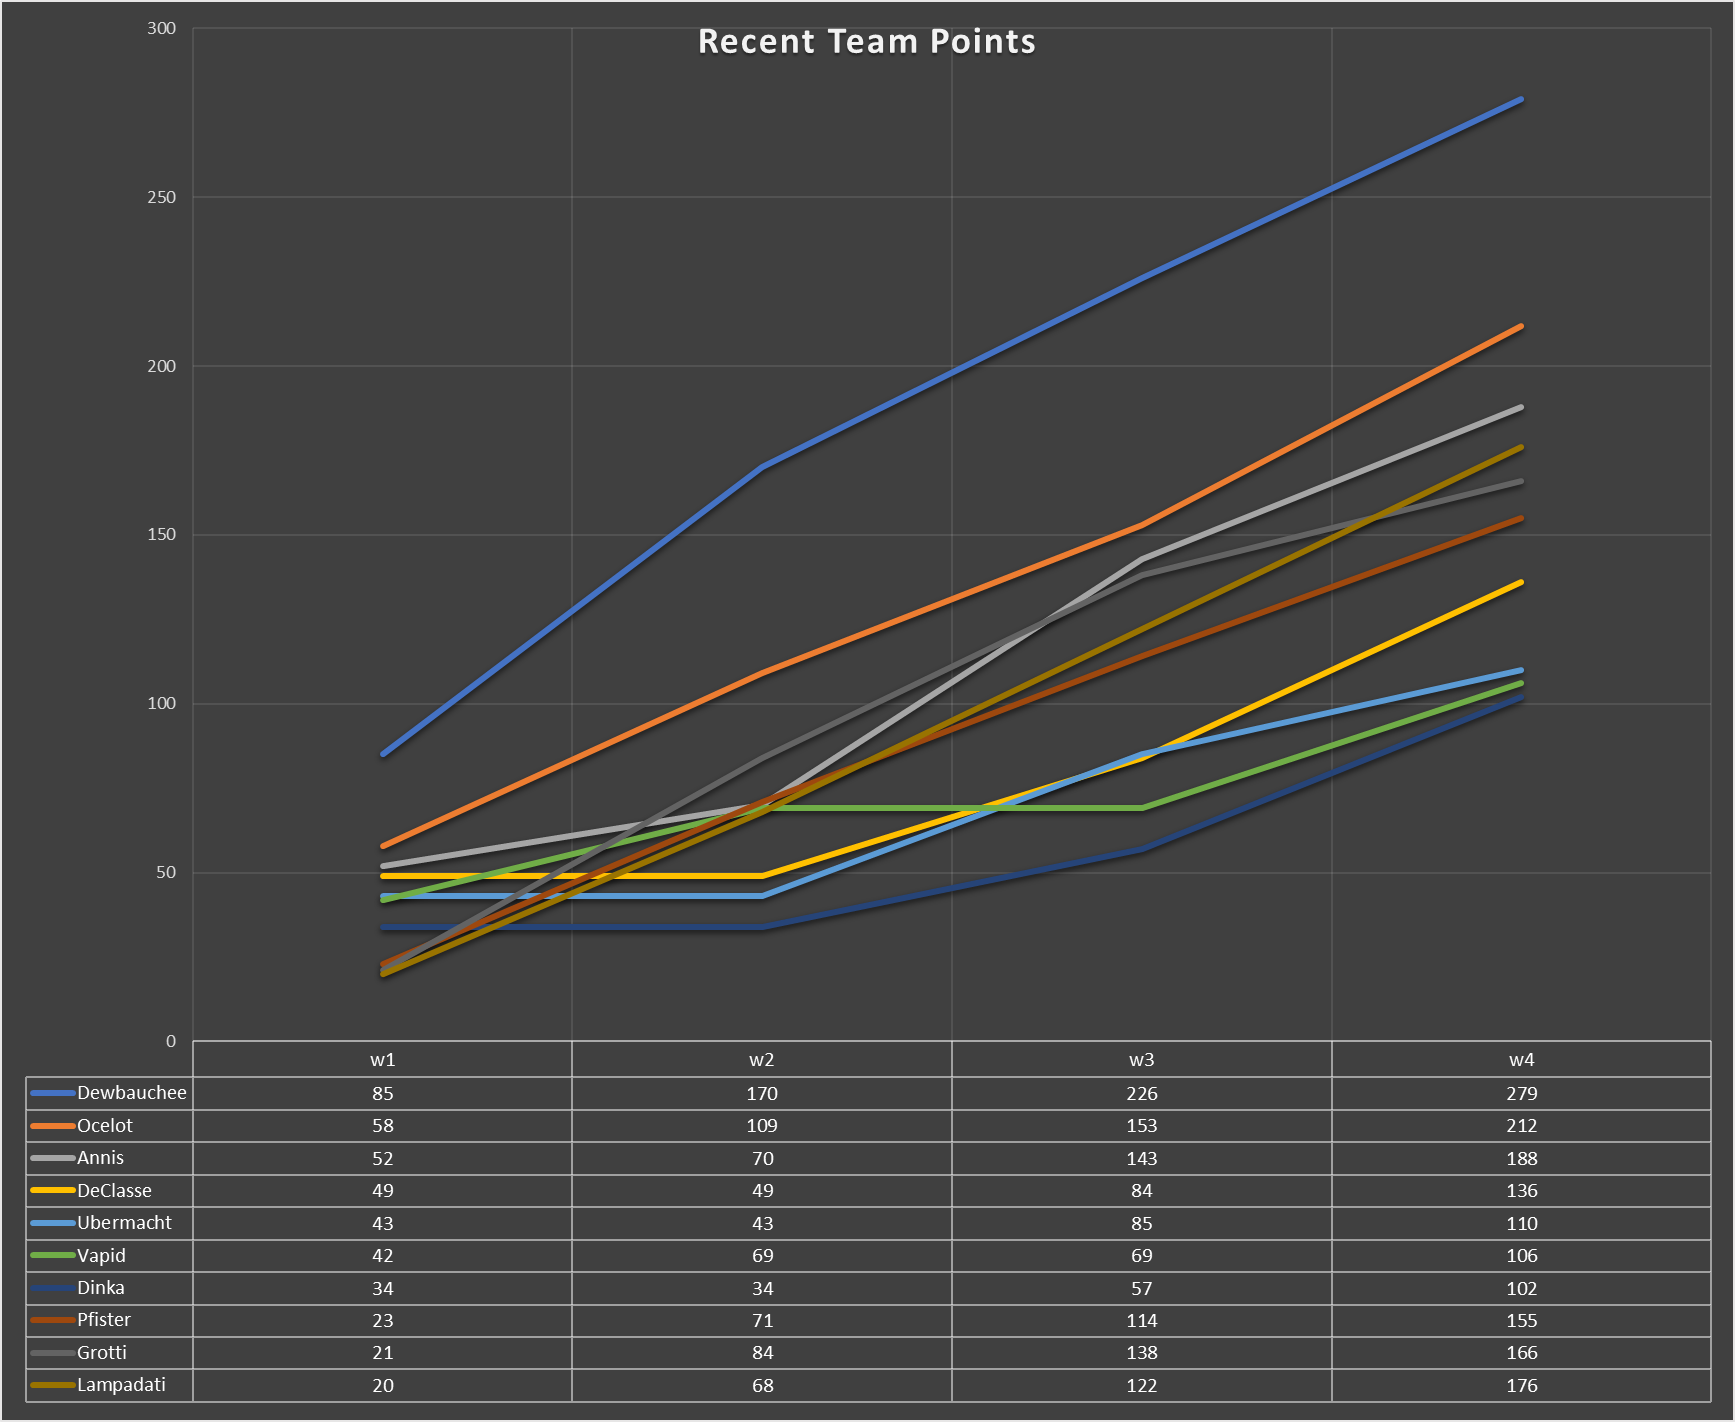 Recent Team Points
300
250
200
150
100
50
0
w1 w2 w3 w4
Dewbauchee 85 170 226 279
Ocelot 58 109 153 212
Annis 52 70 143 188
DeClasse 49 49 84 136
Ubermacht 43 43 85 110
Vapid 42 69 69 106
Dinka 34 34 57 102
Pfister 23 71 114 155
Grotti 21 84 138 166
Lampadati 20 68 122 176